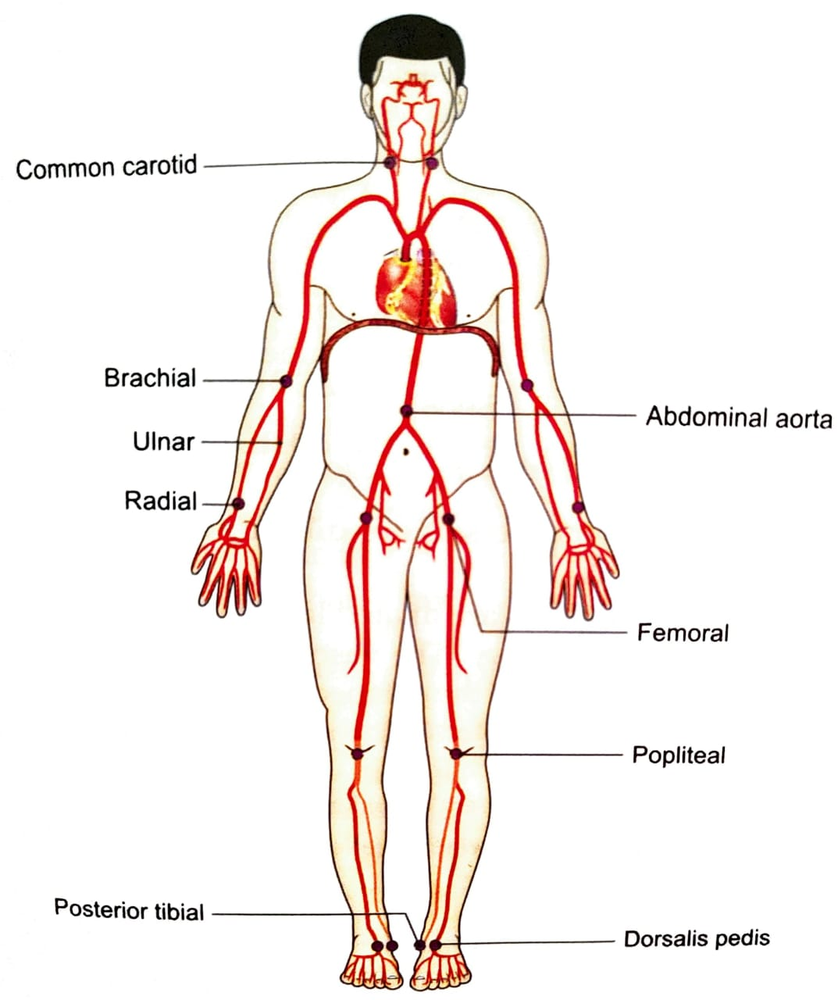 Common carotid
Brachial
Abdominal aorta
Ulnar
Radial
Femoral
Popliteal
Posterior tibial
Dorsalis pedis